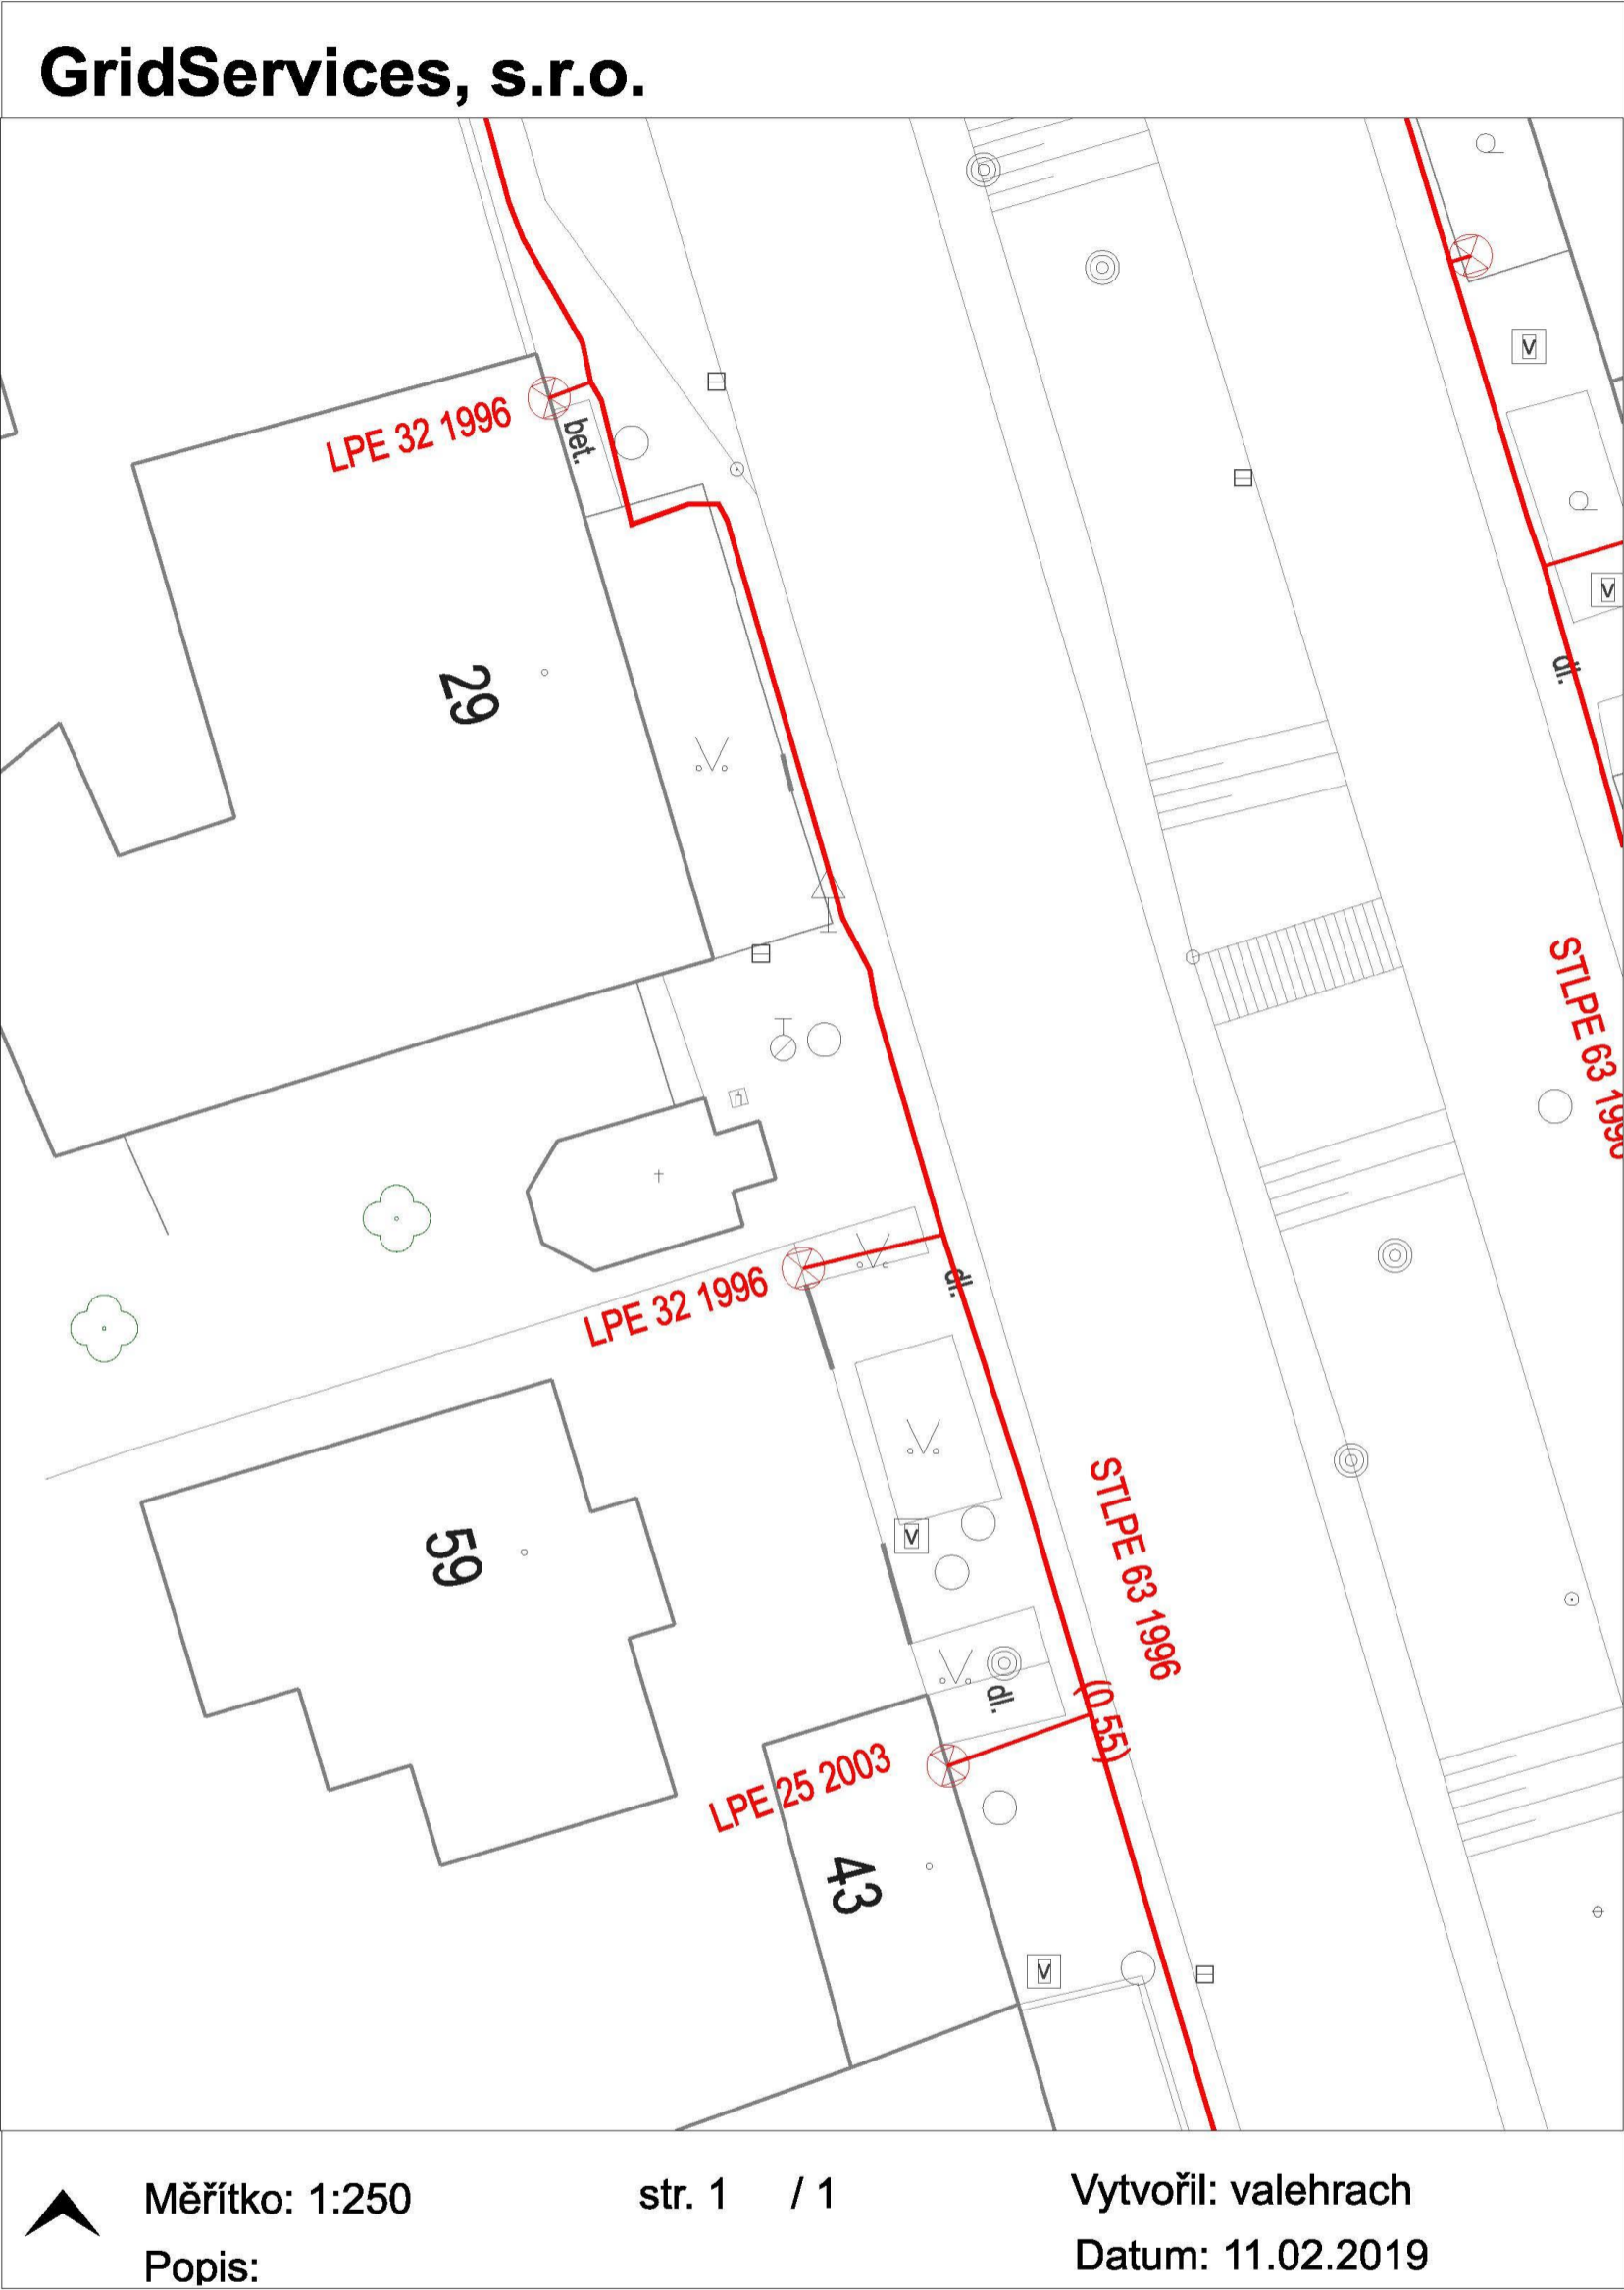 GridServices, s.r.o.
LPE 32 1996
bet.
29
V
V
dl.
STLPE 63 1996
LPE 32 1996
dl.
59
V
STLPE 63 1996
dl.
(0.55)
LPE 25 2003
43
V
Měřítko: 1:250
str. 1 / 1
Vytvořil: valehrach
Popis:
Datum: 11.02.2019